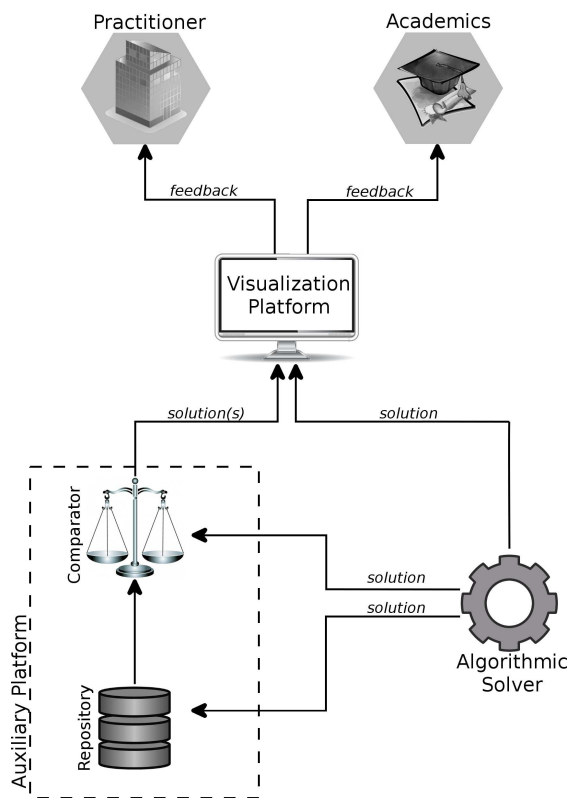 Practitioner
Academics
feedback
feedback
Visualization
Platform
solution(s)
solution
Comparator
solution
solution
Algorithmic
Solver
Repository
Auxiliary Platform